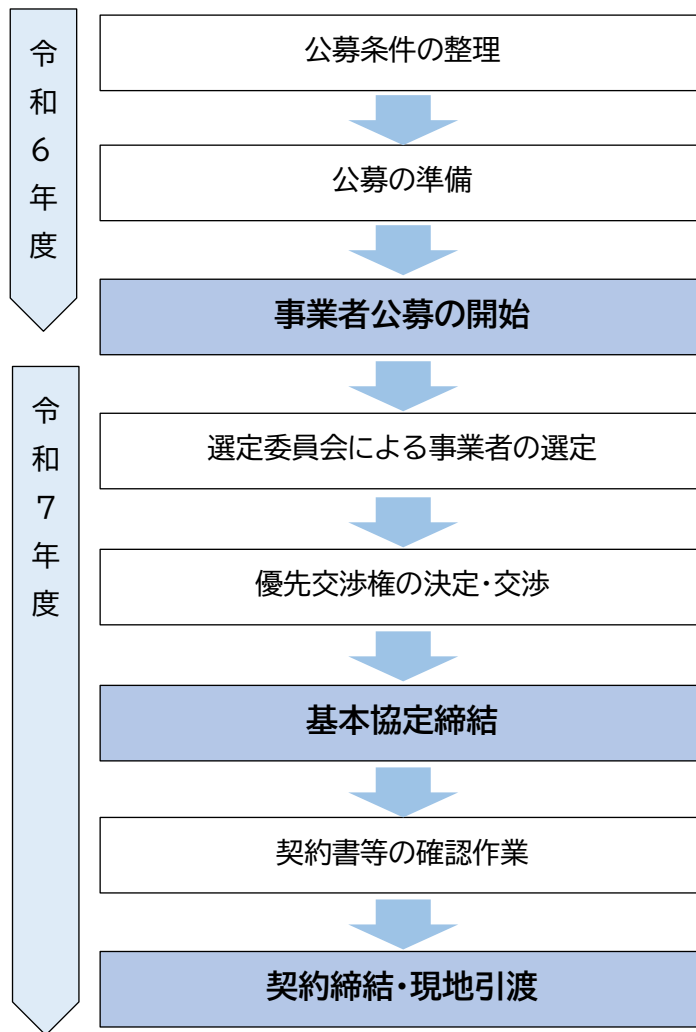 令和６年度
公募条件の整理
公募の準備
事業者公募の開始
令和７年度
選定委員会による事業者の選定
優先交渉権の決定・交渉
基本協定締結
契約書等の確認作業
契約締結・現地引渡